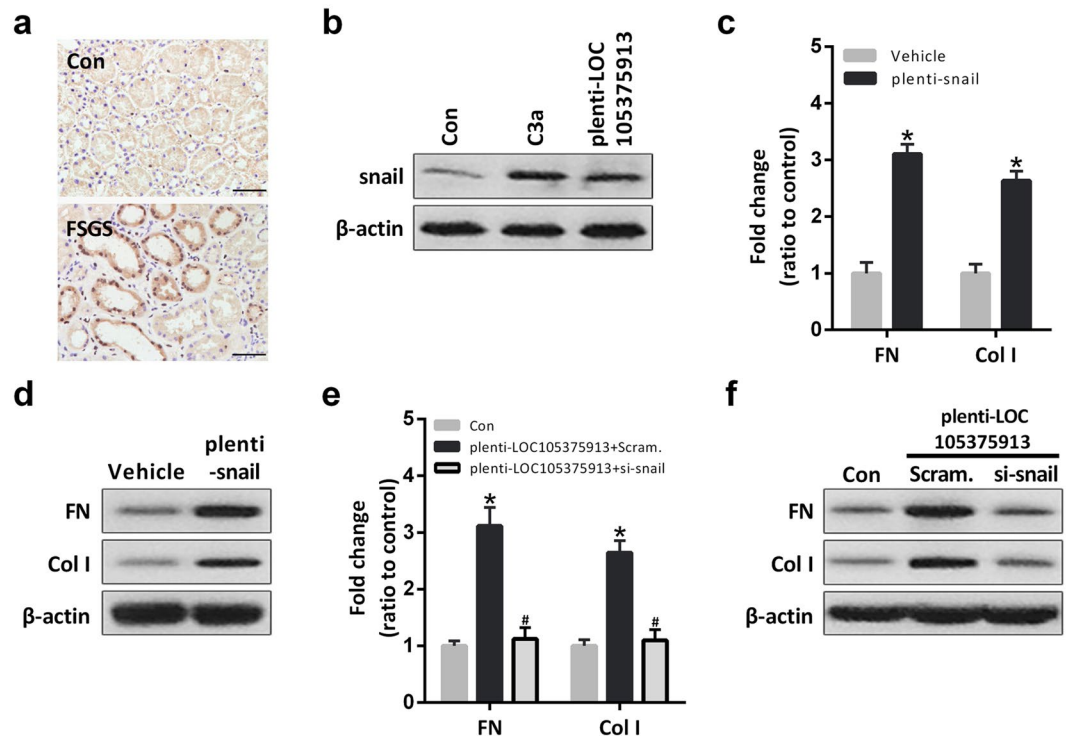 a
Con
FSGS
b
Con
C3a
plenti-LOC
105375913
snail
β-actin
c
Vehicle
plenti-snail
Fold change
(ratio to control)
5
4
3
2
1
0
*
*
FN
Col I
d
Vehicle
plenti
-snail
FN
Col I
β-actin
e
Con
plenti-LOC105375913+Scram.
plenti-LOC105375913+si-snail
Fold change
(ratio to control)
5
4
3
2
1
0
*
#
*
#
FN
Col I
f
plenti-LOC
105375913
Con
Scram.
si-snail
FN
Col I
β-actin